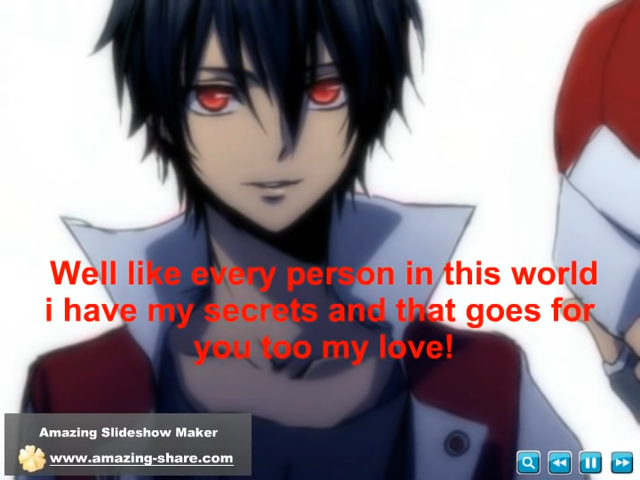 Well like every person in this world
i have my secrets and that goes for
you too my love!
Amazing Slideshow Maker
www.amazing-share.com